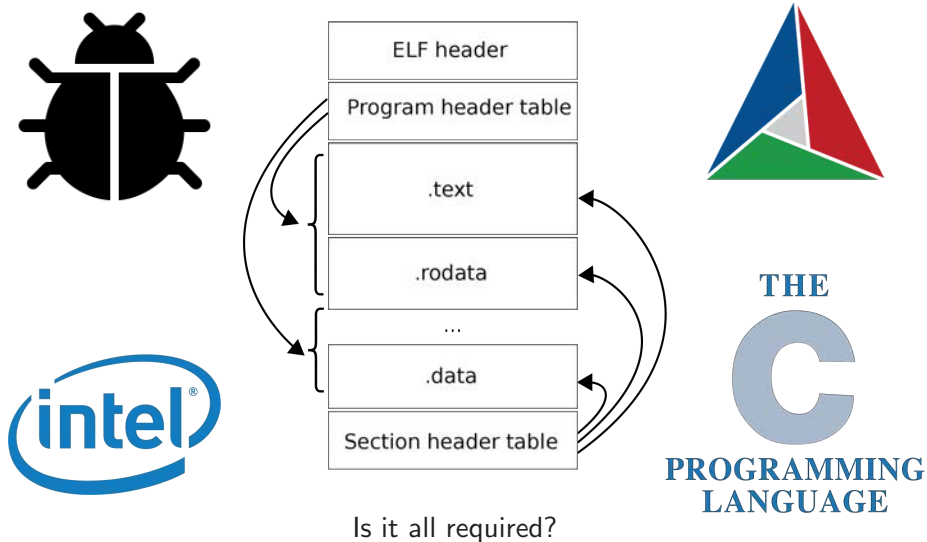 ELF header
Program header table
.text
.rodata
...
.data
Section header table
intel®
THE
C
PROGRAMMING
LANGUAGE
Is it all required?